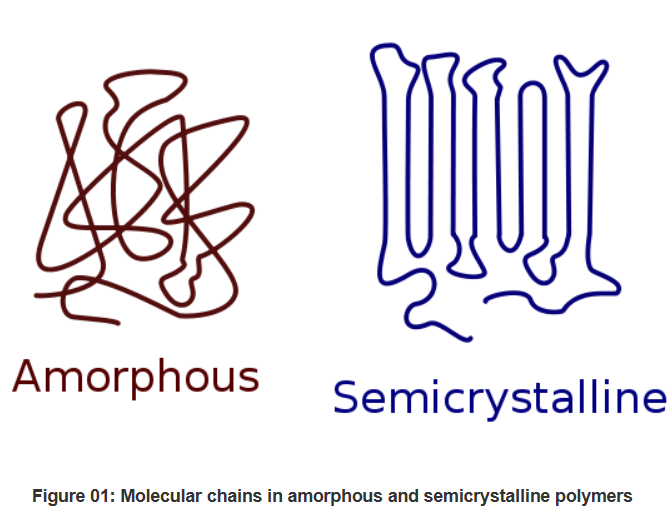 Amorphous
Semicrystalline
Figure 01: Molecular chains in amorphous and semicrystalline polymers